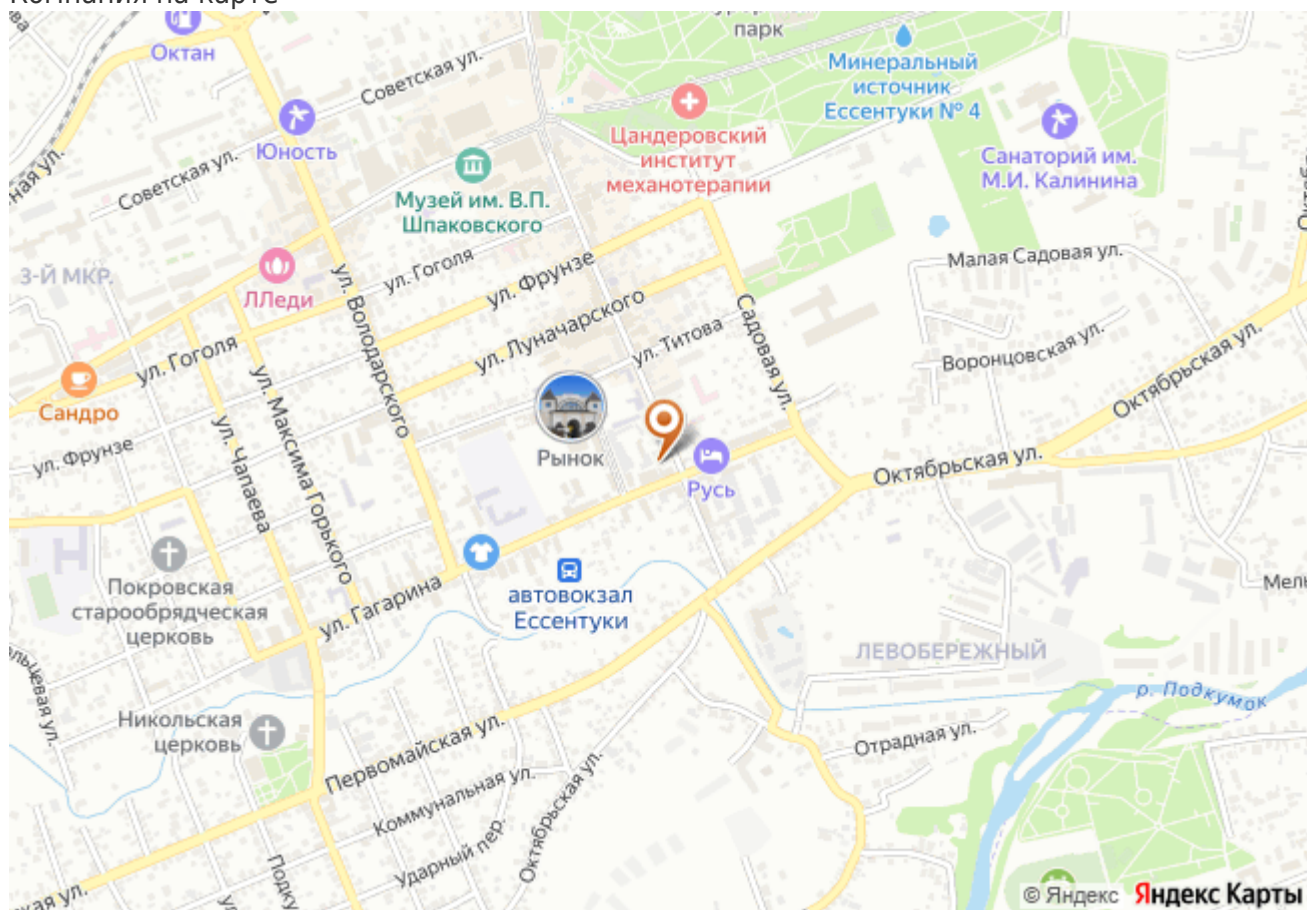 Компания на карте
Октан
парк
Советская ул.
Минеральный
источник
Ессентуки № 4
Юность
Цандеровский
институт
механотерапии
Санаторий им.
М.И. Калинина
Советская ул.
Музей им. В.П.
Шпаковского
3-Й МКР.
ЛЛеди
ул. Володарского
ул. Гоголя
ул. Фрунзе
Малая Садовая ул.
ул. Луначарского
ул. Титова
Садовая ул.
Воронцовская ул.
Октябрьская ул.
ул. Гоголя
Сандро
ул. Максима Горького
ул. Чапаева
ул. Фрунзе
Рынок
Русь
Октябрьская ул.
Покровская
старообрядческая
церковь
ул. Гагарина
автовокзал
Ессентуки
ЛЕВОБЕРЕЖНЫЙ
р. Подкумок
Никольская
церковь
Первомайская ул.
Отрадная ул.
Коммунальная ул.
Октябрьская ул.
Ударный пер.
© Яндекс Яндекс Карты